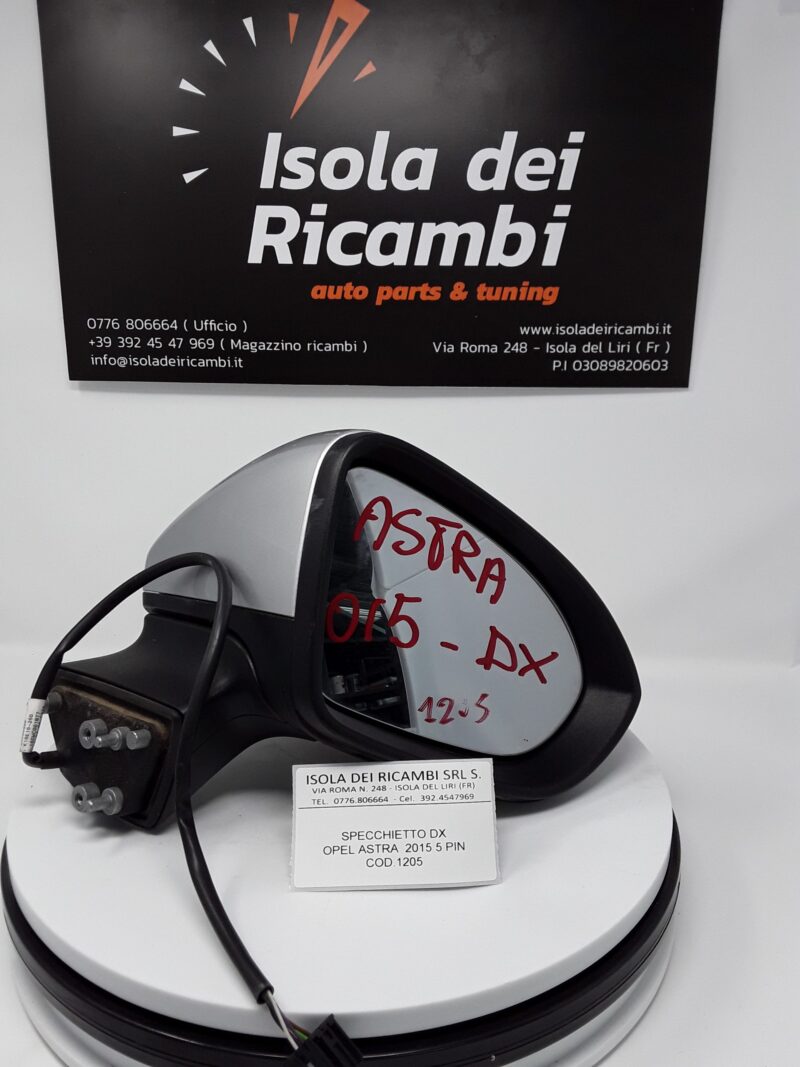 Isola dei
Ricambi
auto parts & tuning
0776 806664 ( Ufficio )
+39 392 45 47 969 ( Magazzino ricambi )
info@isoladeiricambi.it
www.isoladeiricambi.it
Via Roma 248 - Isola del Liri ( Fr )
P.I 03089820603
ASTRA
015 - DX
1205
ISOLA DEI RICAMBI SRL S.
VIA ROMA N. 248 - ISOLA DEL LIRI (FR)
TEL. 0776.806664 - Cel. 392.4547969
SPECCHIETTO DX
OPEL ASTRA 2015 5 PIN
COD.1205